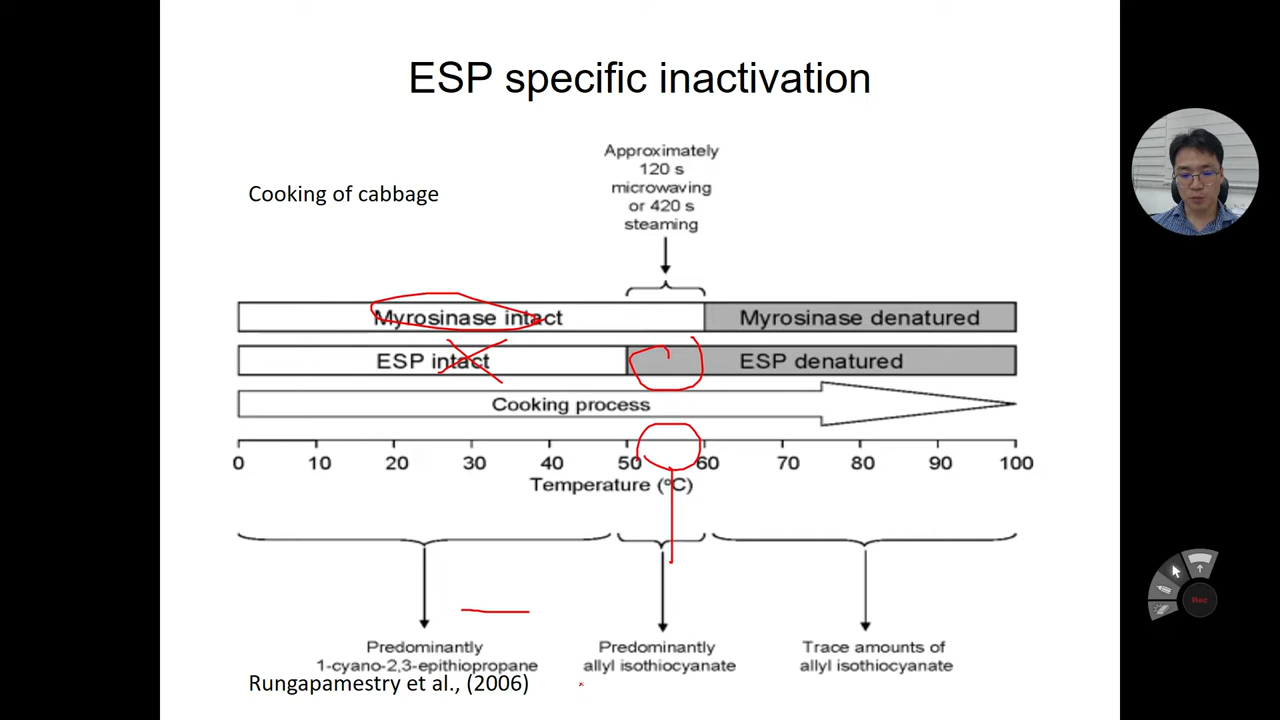 ESP specific inactivation
Approximately
120 s
microwaving
or 420 s
steaming
Cooking of cabbage
Myrosinase intact
Myrosinase denatured
ESP intact
ESP denatured
Cooking process
0 10 20 30 40 50 60 70 80 90 100
Temperature (°C)
Predominantly
1-cyano-2,3-epithiopropane
Predominantly
allyl isothiocyanate
Trace amounts of
allyl isothiocyanate
Rungapamestry et al., (2006)
Rec